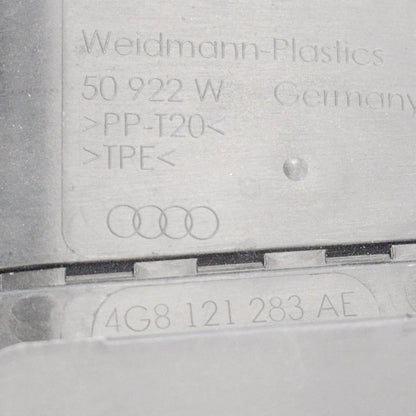 Weidmann-Plastics
50 922 W Germany
>PP-T20<
>TPE<
4G8 121 283 AE